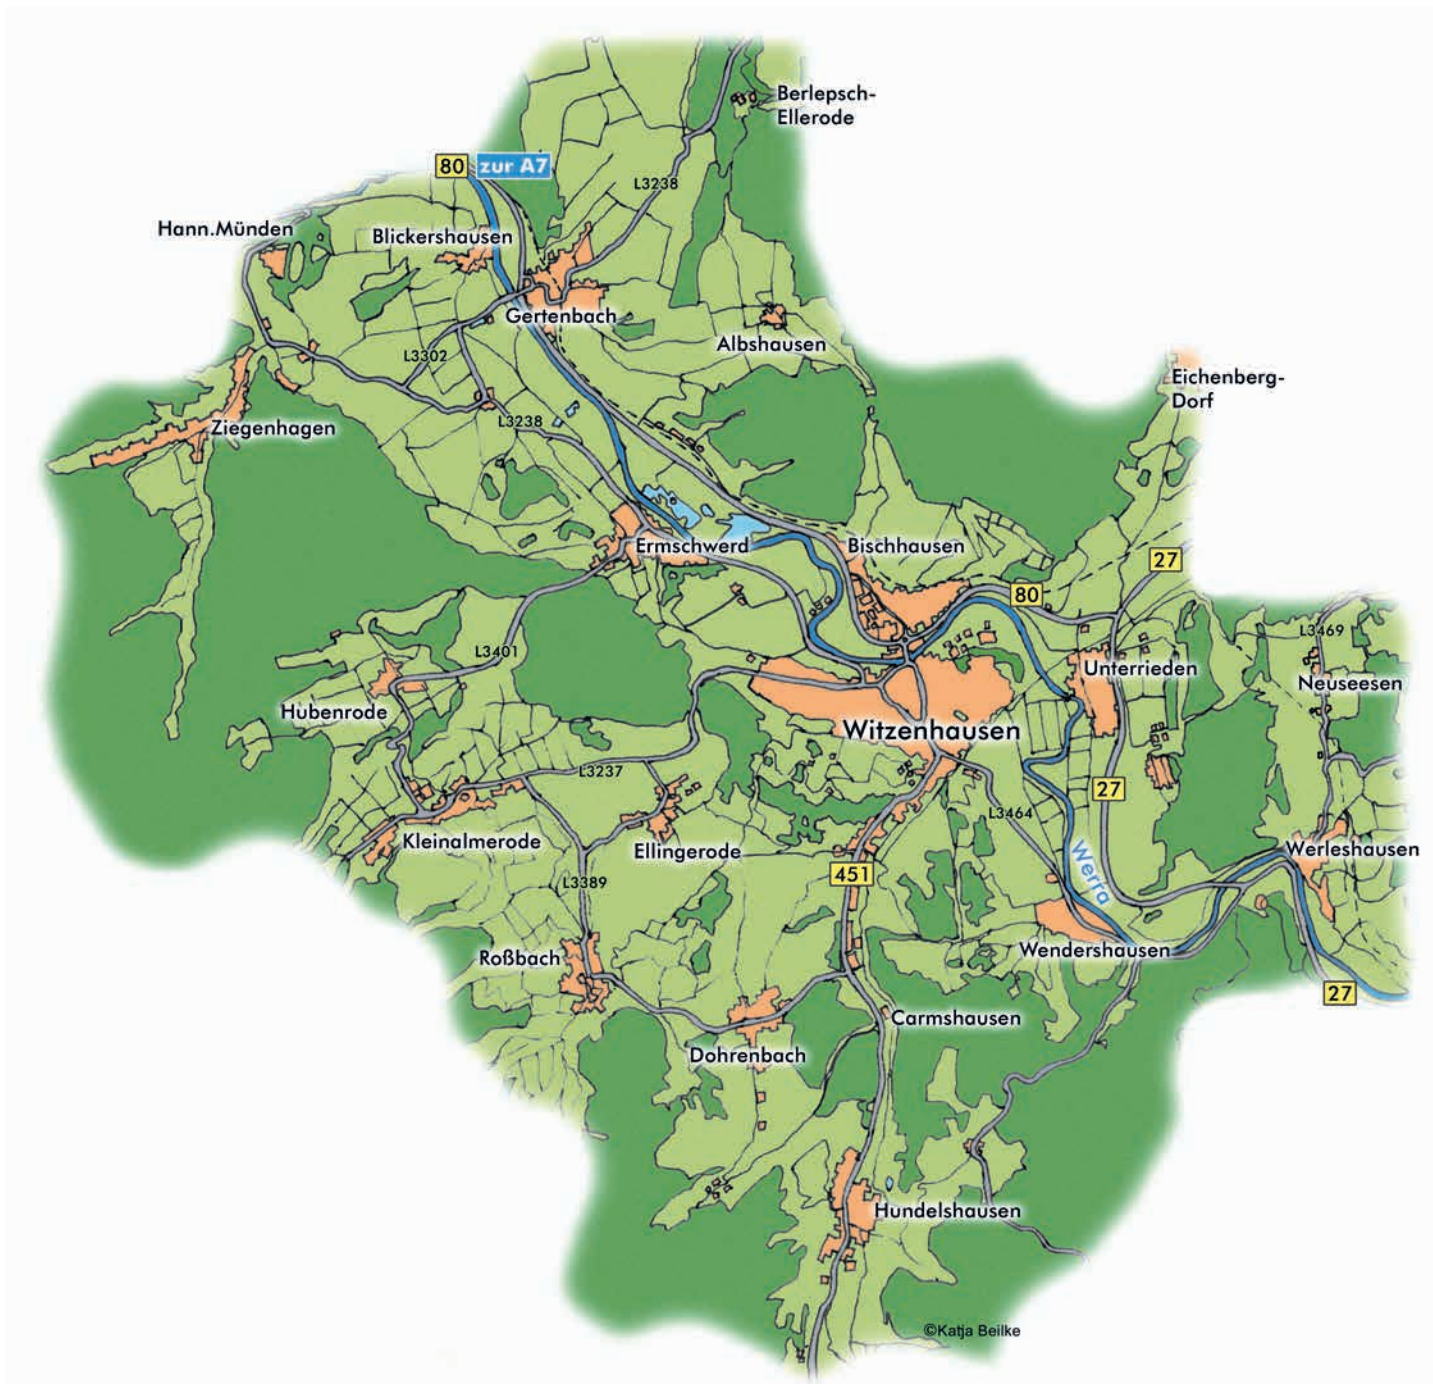 Berlepsch-
Ellerode
80 zur A7
L3238
Hann.Münden
Blickershausen
Gertenbach
Albshausen
L3302
Eichenberg-
Dorf
Ziegenhagen
L3238
Ermschwerd
Bischhausen
27
80
L3469
L3401
Unterrieden
Neuseesen
Hubenrode
Witzenhausen
L3237
27
L3464
Kleinalmerode
Ellingerode
Werleshausen
451
Werra
L3389
Roßbach
Wendershausen
27
Carmshausen
Dohrenbach
Hundelshausen
©Katja Beilke